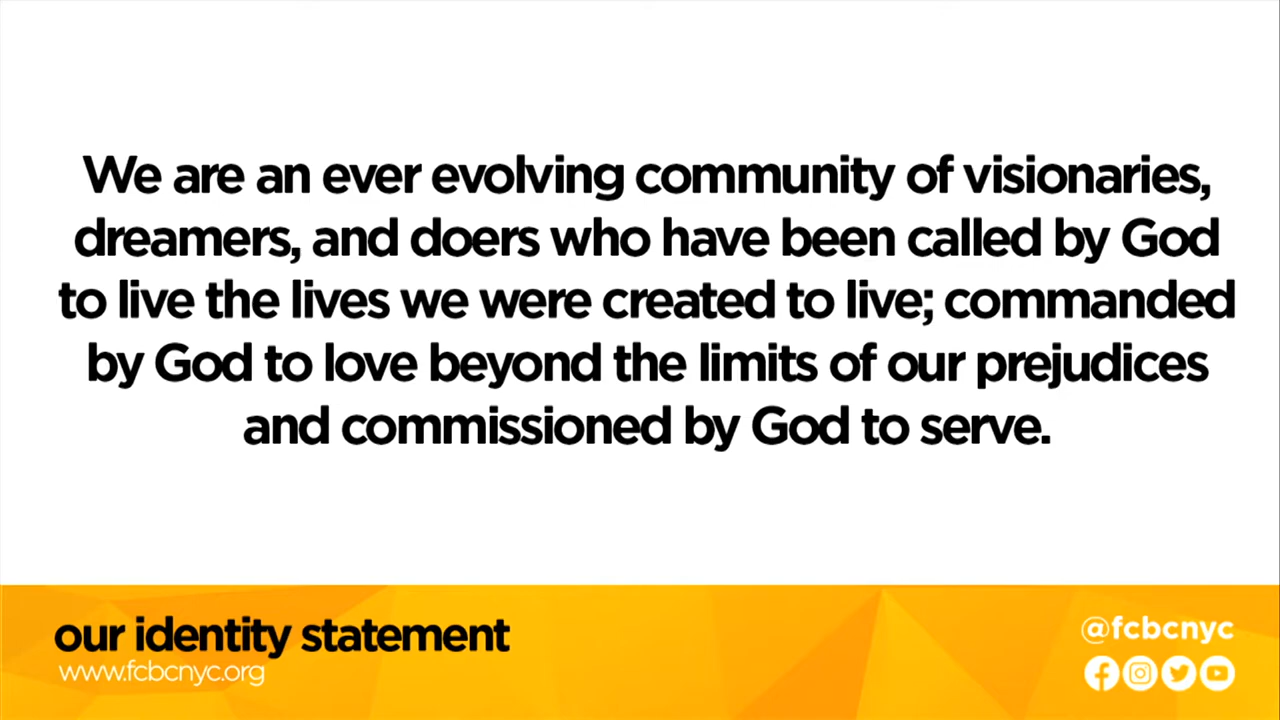 We are an ever evolving community of visionaries,
dreamers, and doers who have been called by God
to live the lives we were created to live; commanded
by God to love beyond the limits of our prejudices
and commissioned by God to serve.
our identity statement
www.fcbcnyc.org
@fcbcnyc